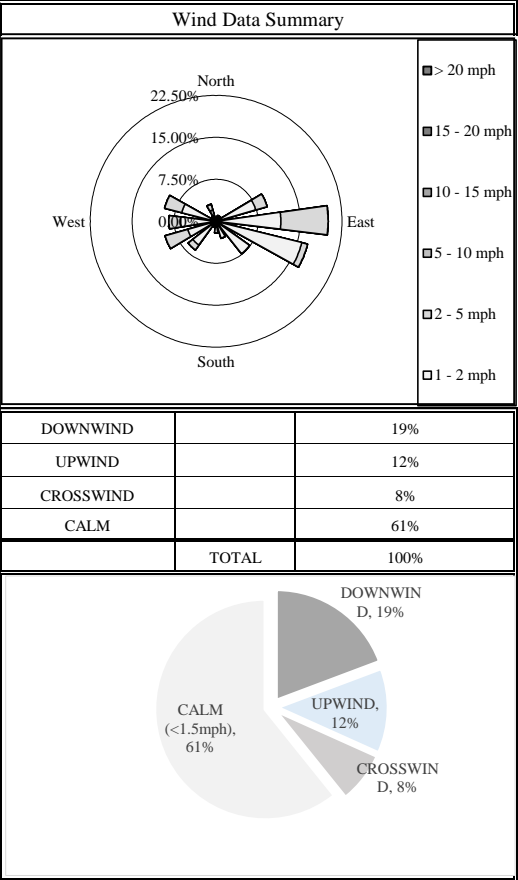 Wind Data Summary
North
22.50%
15.00%
7.50%
0.00%
West
East
South
> 20 mph
15 - 20 mph
10 - 15 mph
5 - 10 mph
2 - 5 mph
1 - 2 mph
DOWNWIND 19%
UPWIND 12%
CROSSWIND 8%
CALM 61%
TOTAL 100%
DOWNWIN
D, 19%
UPWIND,
12%
CROSSWIN
D, 8%
CALM
(<1.5mph),
61%